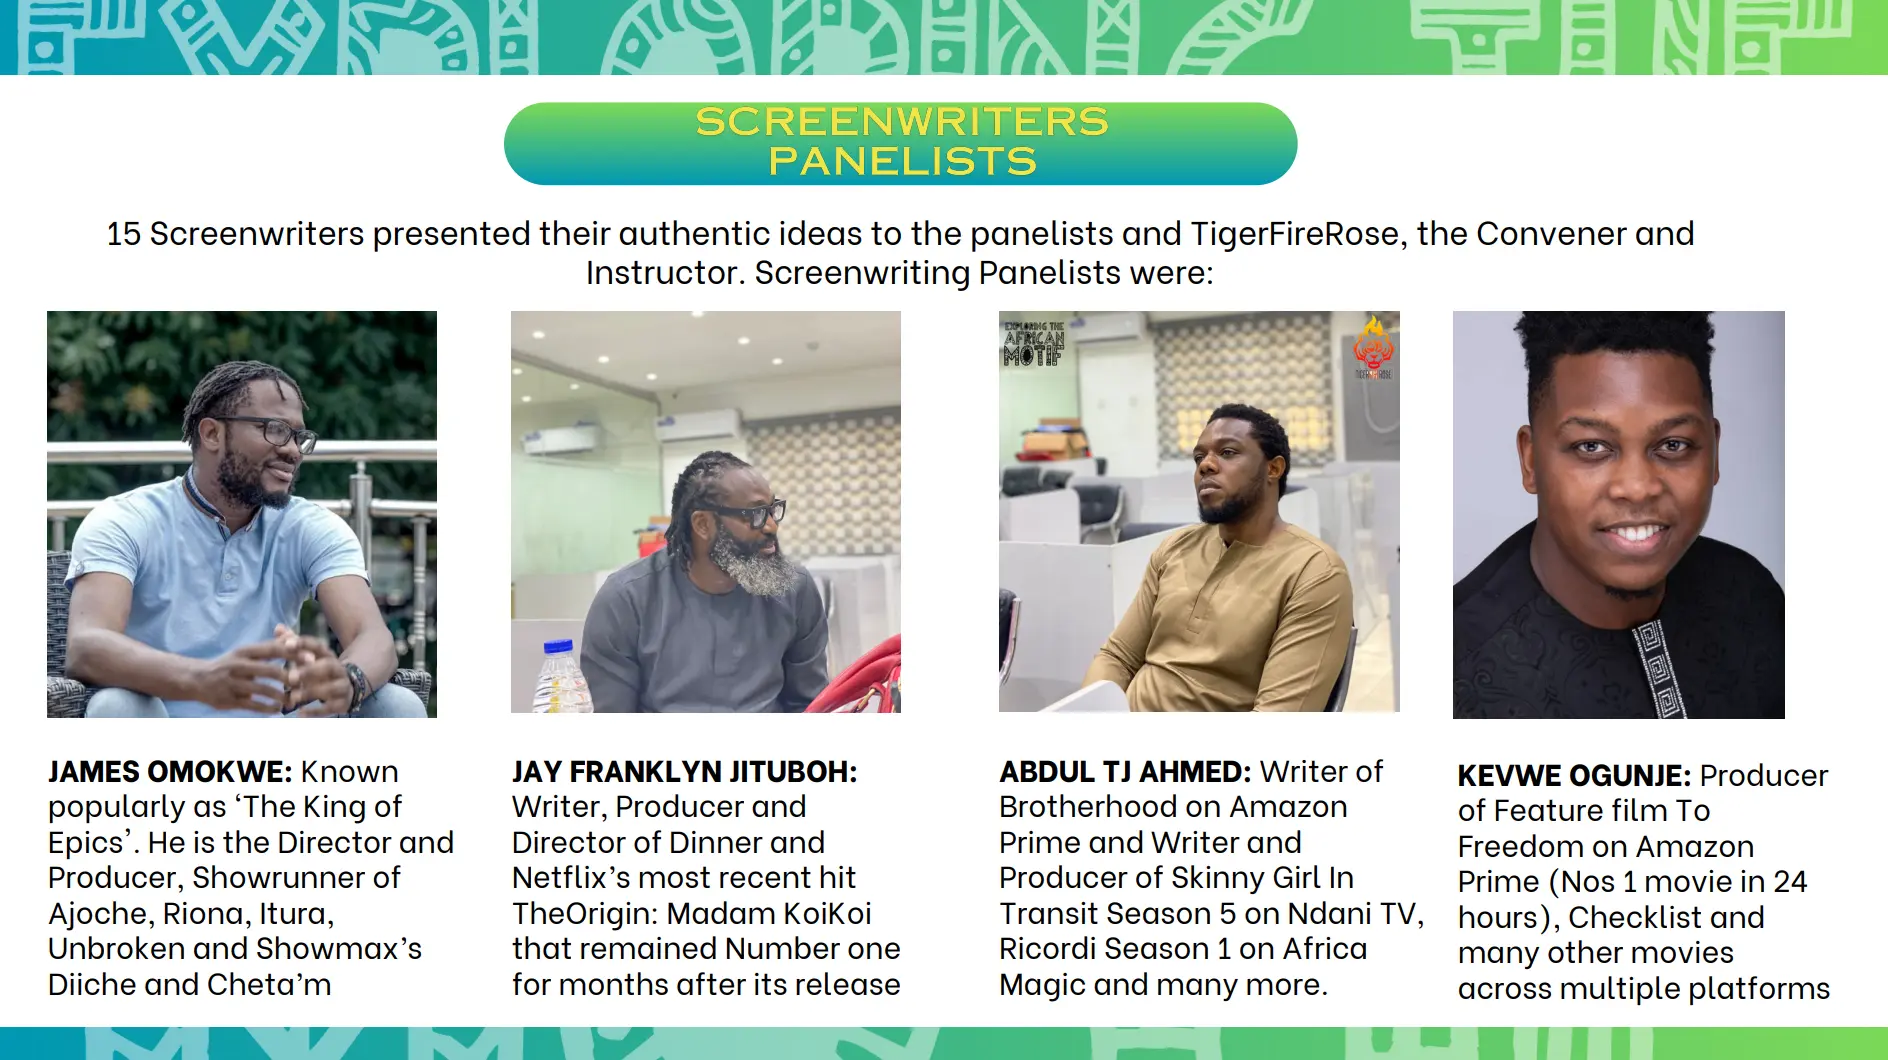 SCREENWRITERS
PANELISTS
15 Screenwriters presented their authentic ideas to the panelists and TigerFireRose, the Convener and
Instructor. Screenwriting Panelists were:
EXPLORING THE
AFRICAN
MOTIF
JAMES OMOKWE: Known
popularly as ‘The King of
Epics’. He is the Director and
Producer, Showrunner of
Ajoche, Riona, Itura,
Unbroken and Showmax’s
Diiche and Cheta’m
JAY FRANKLYN JITUBOH:
Writer, Producer and
Director of Dinner and
Netflix’s most recent hit
TheOrigin: Madam KoiKoi
that remained Number one
for months after its release
ABDUL TJ AHMED: Writer of
Brotherhood on Amazon
Prime and Writer and
Producer of Skinny Girl In
Transit Season 5 on Ndani TV,
Ricordi Season 1 on Africa
Magic and many more.
KEVWE OGUNJE: Producer
of Feature film To
Freedom on Amazon
Prime (Nos 1 movie in 24
hours), Checklist and
many other movies
across multiple platforms